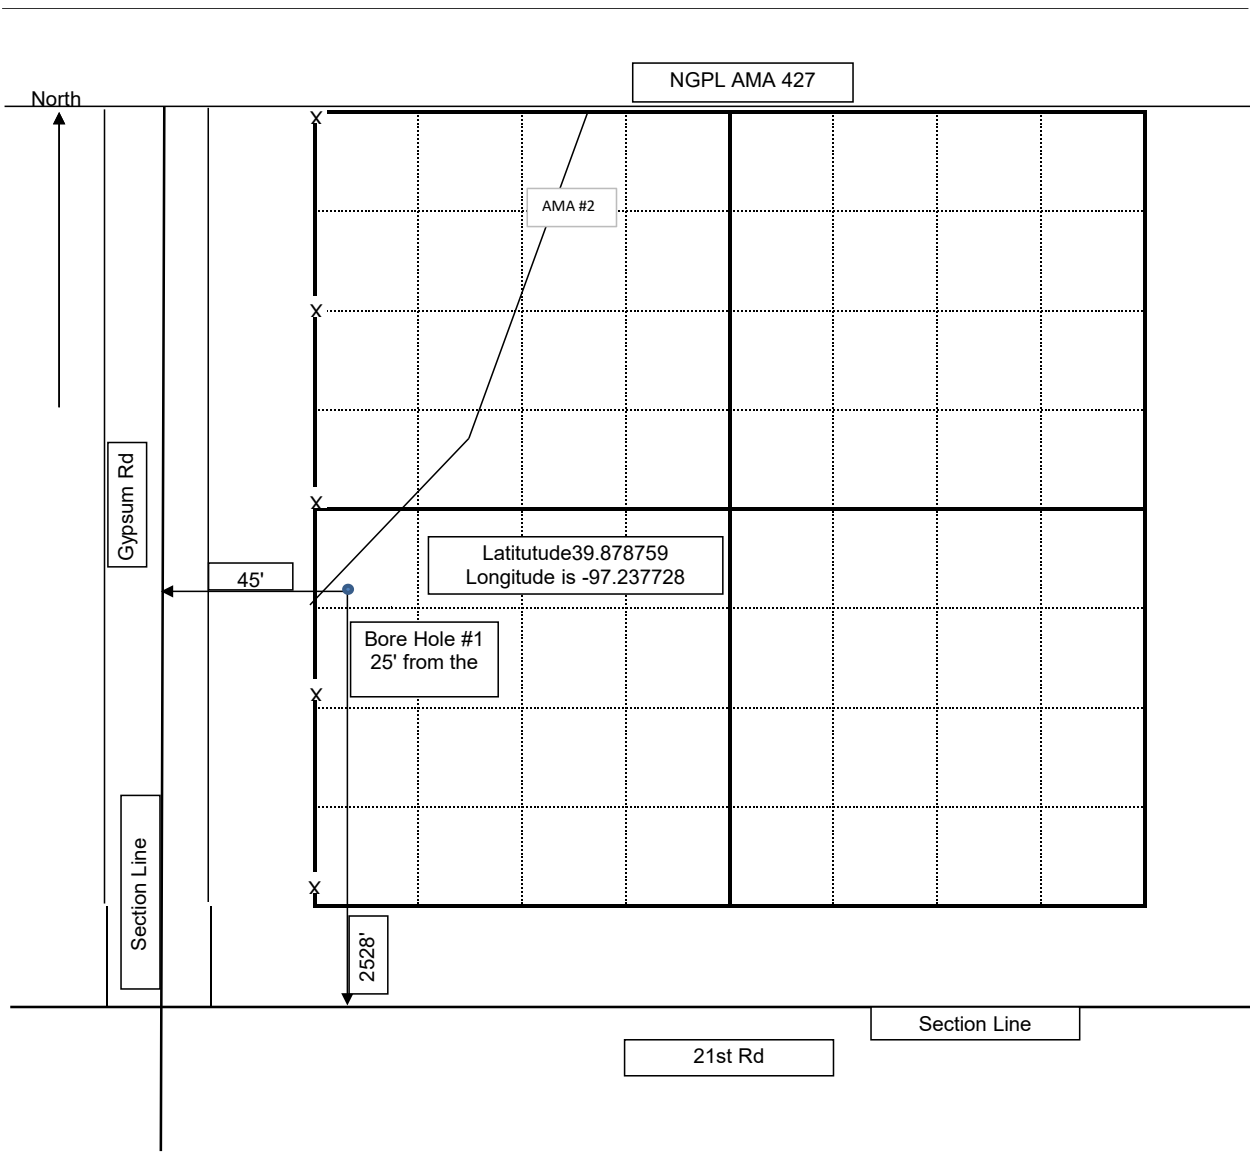 NGPL AMA 427
North
X
AMA #2
X
Gypsum Rd
X
Latitutude39.878759
Longitude is -97.237728
45'
Bore Hole #1
25' from the
X
Section Line
X
2528'
Section Line
21st Rd